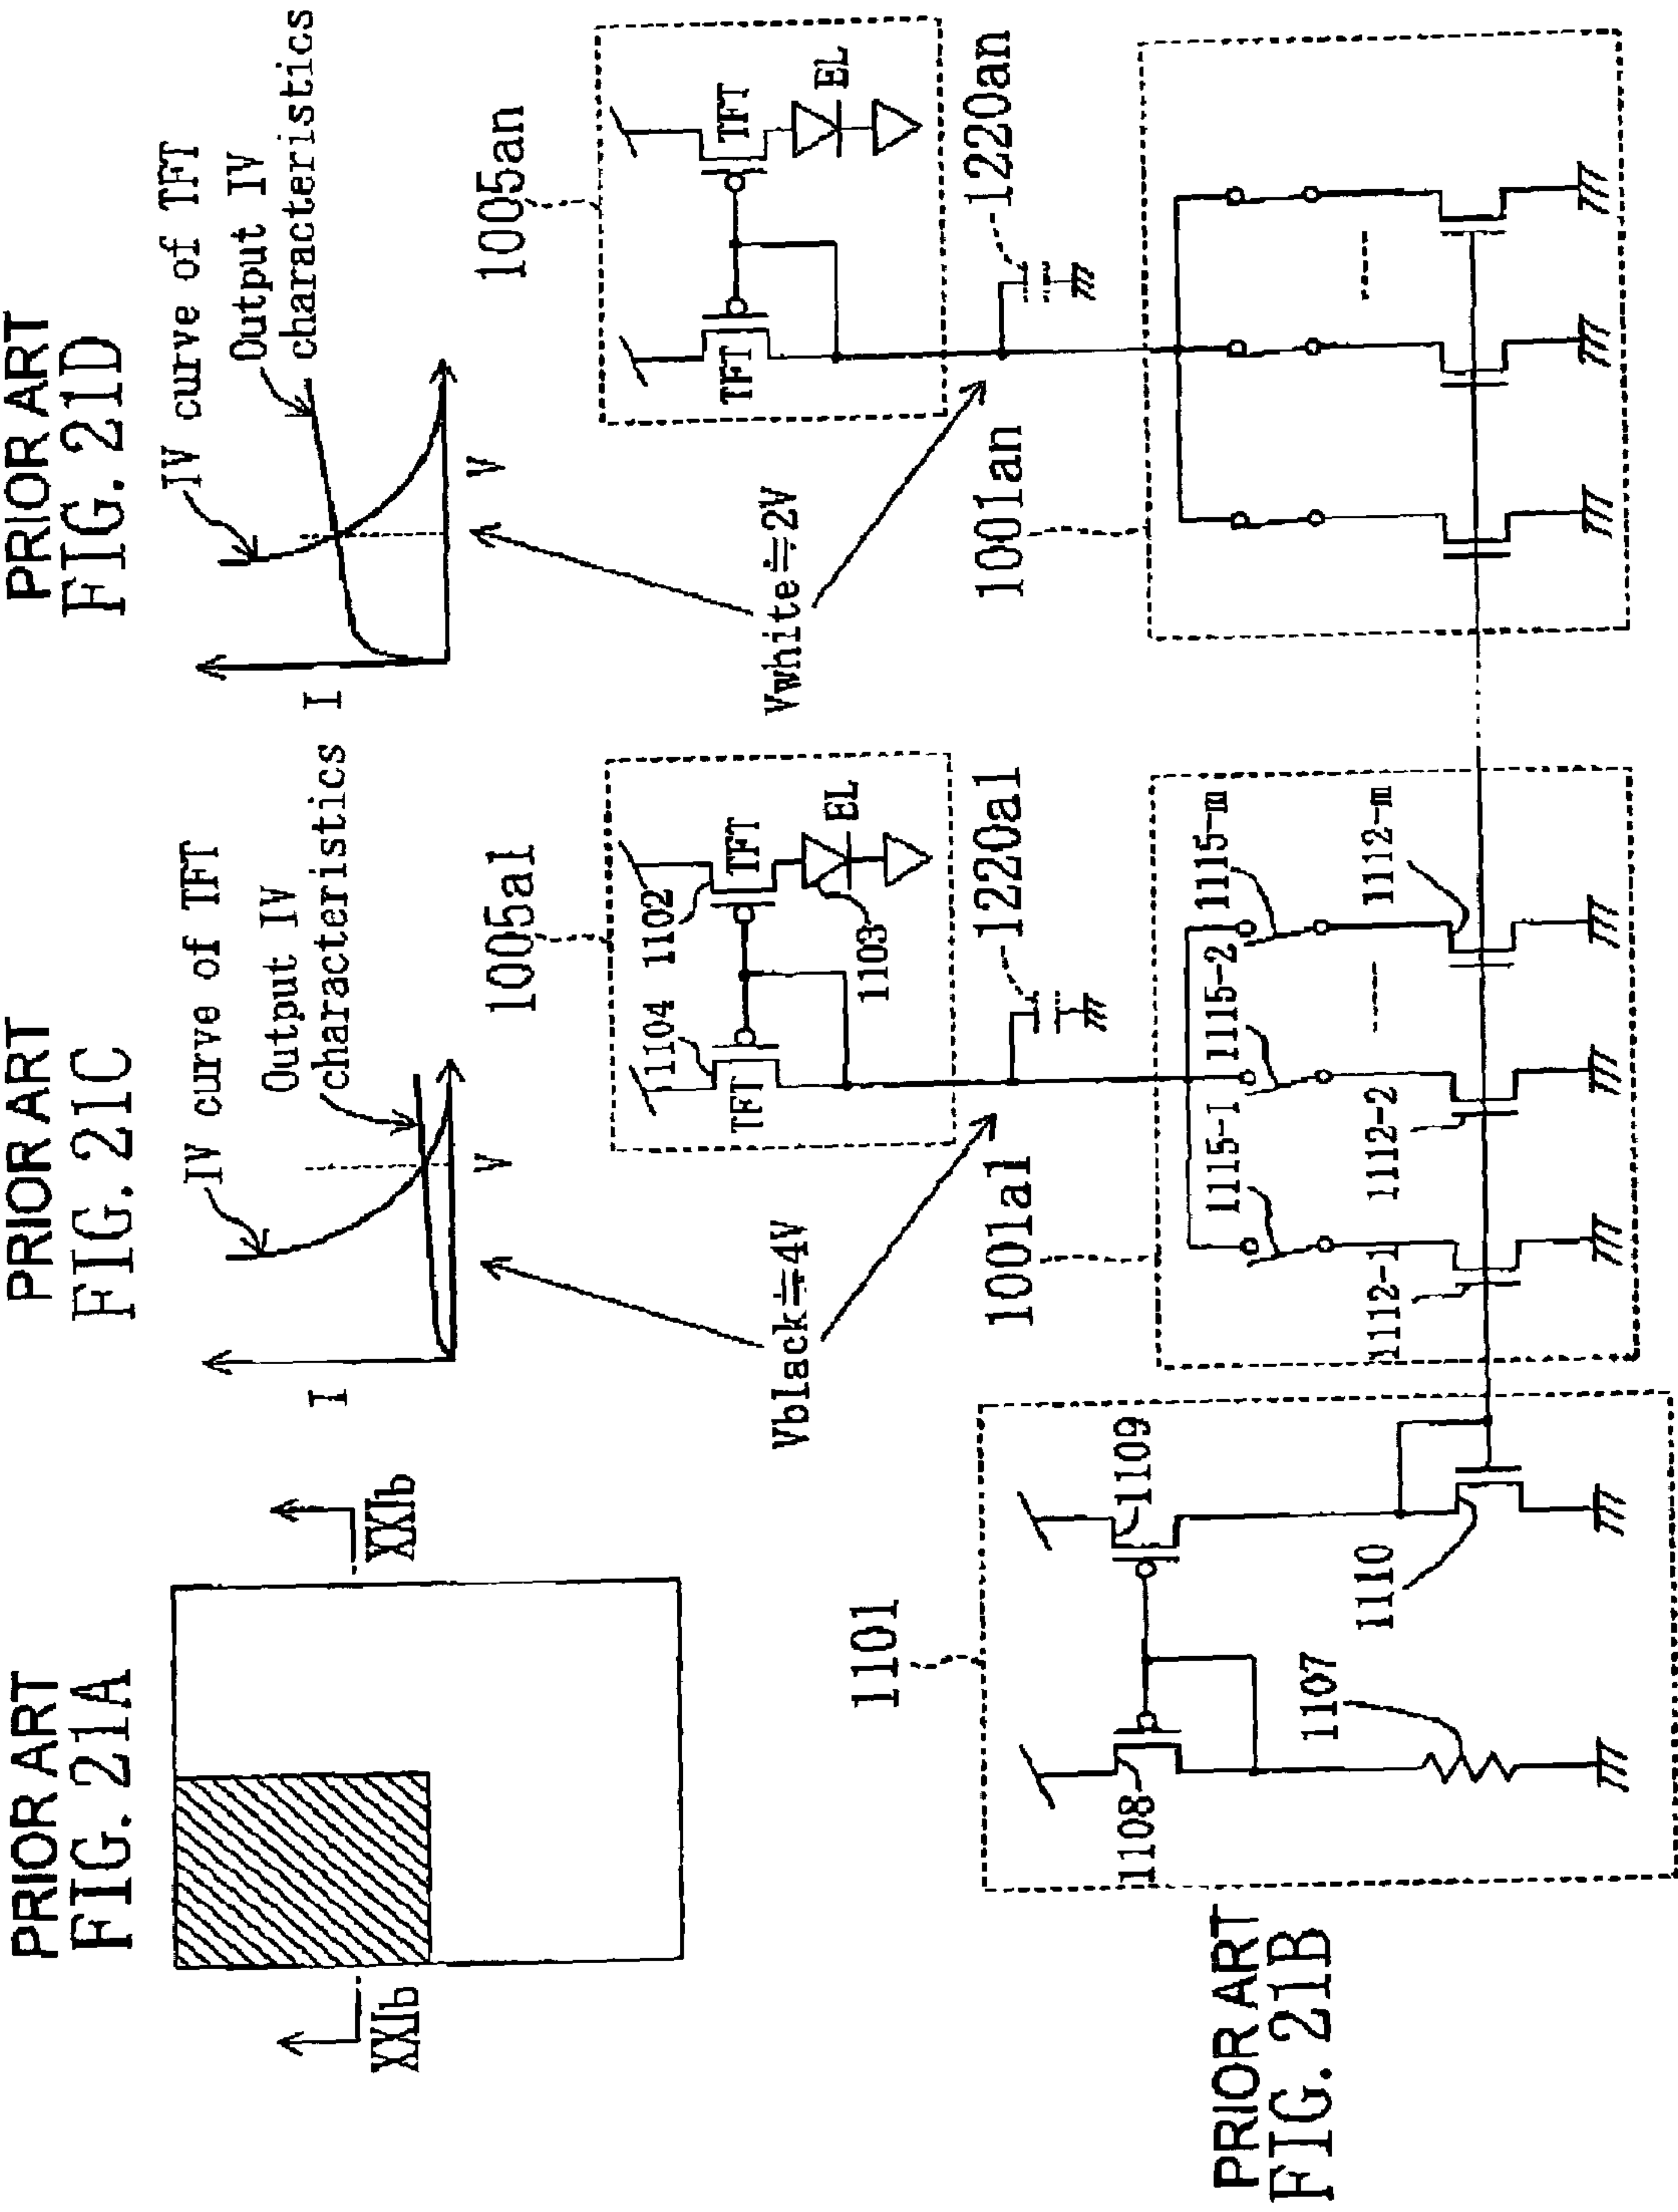 PRIOR ART
FIG. 21A
XXIb
XXIb
PRIOR ART
FIG. 21C
IV curve of TFT
Output IV
characteristics
I
V
Vblack≒4V
PRIOR ART
FIG. 21D
IV curve of TFT
Output IV
characteristics
I
V
Vwhite≒2V
PRIOR ART
FIG. 21B
1101
1108
1109
1107
1110
1005a1
1104
1102
TFT
TFT
EL
1103
1220a1
1001a1
1115-1
1115-2
1115-m
1112-1
1112-2
1112-m
1005an
TFT
TFT
EL
1220an
1001an